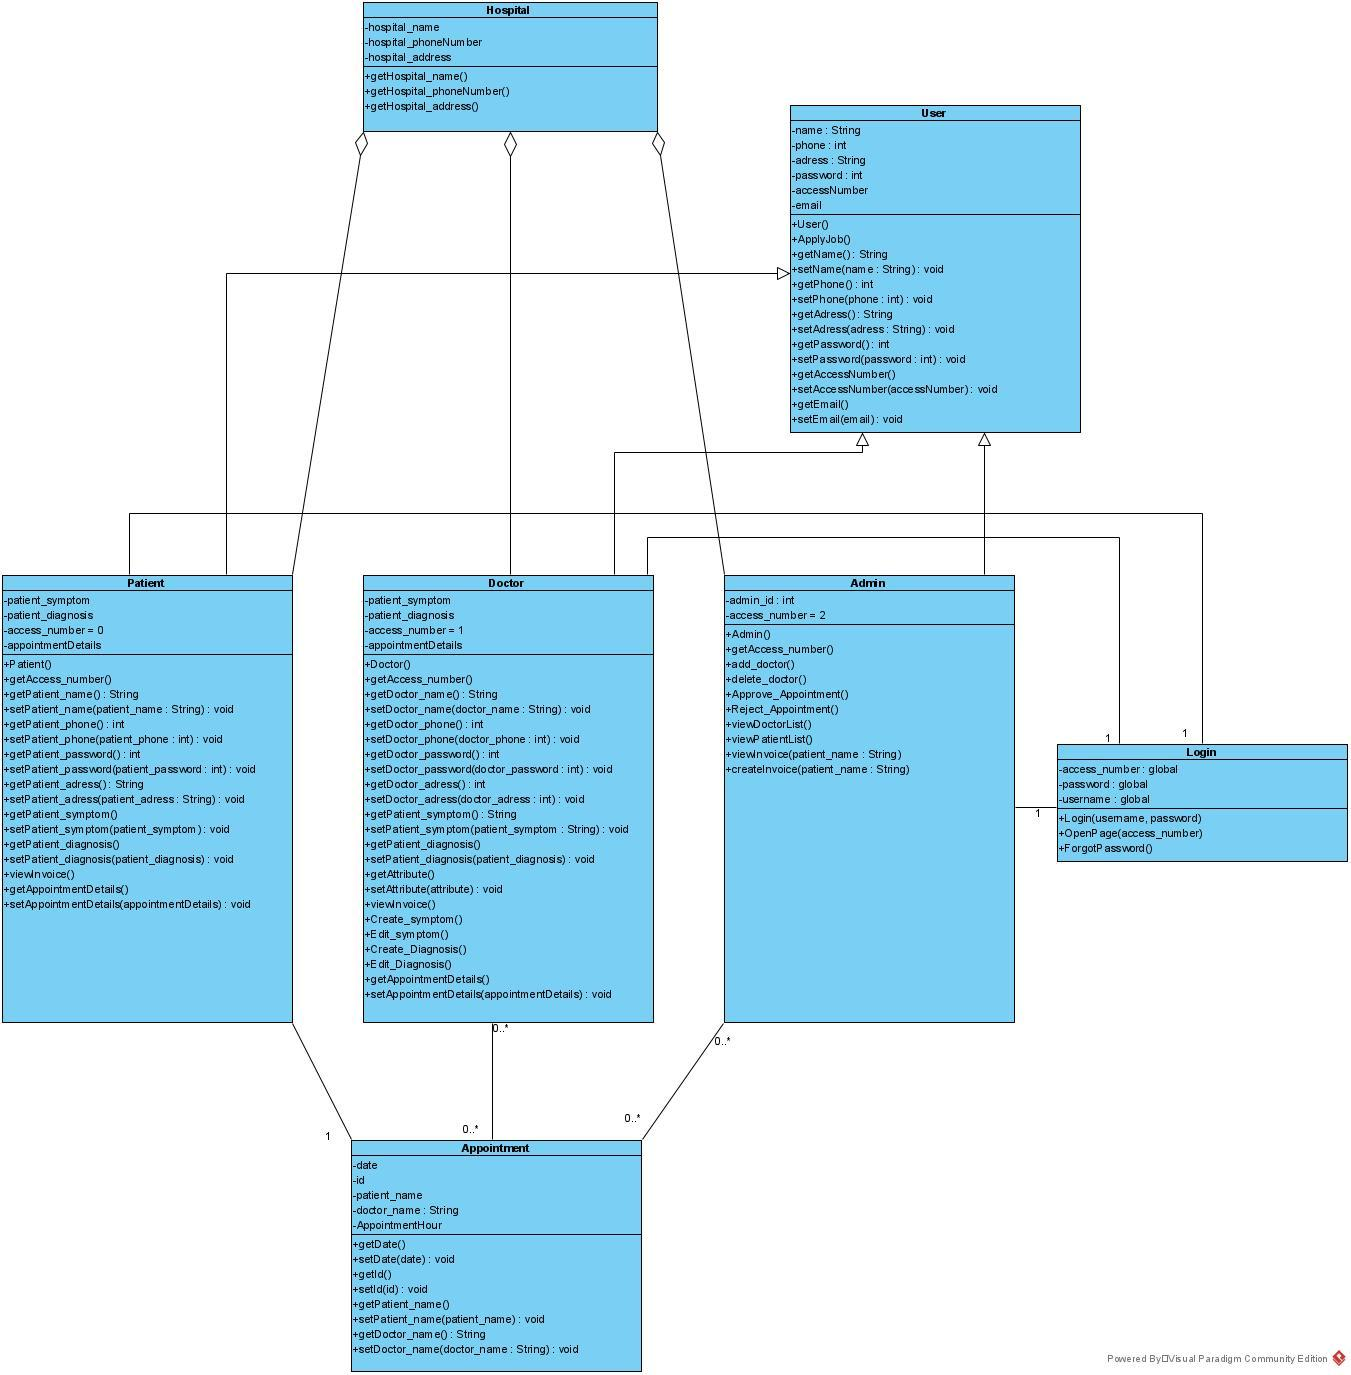 Hospital
-hospital_name
-hospital_phoneNumber
-hospital_address
+getHospital_name()
+getHospital_phoneNumber()
+getHospital_address()
User
-name : String
-phone : int
-adress : String
-password : int
-accessNumber
-email
+User()
+ApplyJob()
+getName() : String
+setName(name : String) : void
+getPhone() : int
+setPhone(phone : int) : void
+getAdress() : String
+setAdress(adress : String) : void
+getPassword() : int
+setPassword(password : int) : void
+getAccessNumber()
+setAccessNumber(accessNumber) : void
+getEmail()
+setEmail(email) : void
Patient
-patient_symptom
-patient_diagnosis
-access_number = 0
-appointmentDetails
+Patient()
+getAccess_number()
+getPatient_name() : String
+setPatient_name(patient_name : String) : void
+getPatient_phone() : int
+setPatient_phone(patient_phone : int) : void
+getPatient_password() : int
+setPatient_password(patient_password : int) : void
+getPatient_adress() : String
+setPatient_adress(patient_adress : String) : void
+getPatient_symptom()
+setPatient_symptom(patient_symptom) : void
+getPatient_diagnosis()
+setPatient_diagnosis(patient_diagnosis) : void
+viewInvoice()
+getAppointmentDetails()
+setAppointmentDetails(appointmentDetails) : void
Doctor
-patient_symptom
-patient_diagnosis
-access_number = 1
-appointmentDetails
+Doctor()
+getAccess_number()
+getDoctor_name() : String
+setDoctor_name(doctor_name : String) : void
+getDoctor_phone() : int
+setDoctor_phone(doctor_phone : int) : void
+getDoctor_password() : int
+setDoctor_password(doctor_password : int) : void
+getDoctor_adress() : int
+setDoctor_adress(doctor_adress : int) : void
+getPatient_symptom() : String
+setPatient_symptom(patient_symptom : String) : void
+getPatient_diagnosis()
+setPatient_diagnosis(patient_diagnosis) : void
+getAttribute()
+setAttribute(attribute) : void
+viewInvoice()
+Create_symptom()
+Edit_symptom()
+Create_Diagnosis()
+Edit_Diagnosis()
+getAppointmentDetails()
+setAppointmentDetails(appointmentDetails) : void
Admin
-admin_id : int
-access_number = 2
+Admin()
+getAccess_number()
+add_doctor()
+delete_doctor()
+Approve_Appointment()
+Reject_Appointment()
+viewDoctorList()
+viewPatientList()
+viewInvoice(patient_name : String)
+createInvoice(patient_name : String)
1
1
1
Login
-access_number : global
-password : global
-username : global
+Login(username, password)
+OpenPage(access_number)
+ForgotPassword()
0..*
0..*
0..*
0..*
1
Appointment
-date
-id
-patient_name
-doctor_name : String
-AppointmentHour
+getDate()
+setDate(date) : void
+getId()
+setId(id) : void
+getPatient_name()
+setPatient_name(patient_name) : void
+getDoctor_name() : String
+setDoctor_name(doctor_name : String) : void
Powered By□Visual Paradigm Community Edition